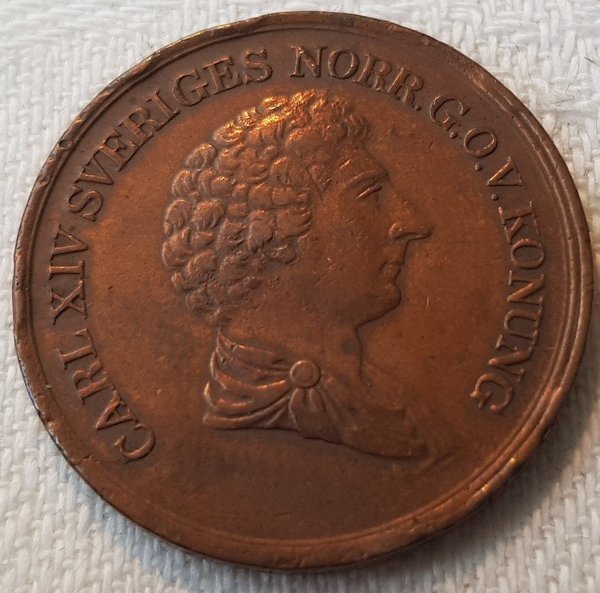 CARL XIV SVERIGES NORR. G. O. V. KONUNG